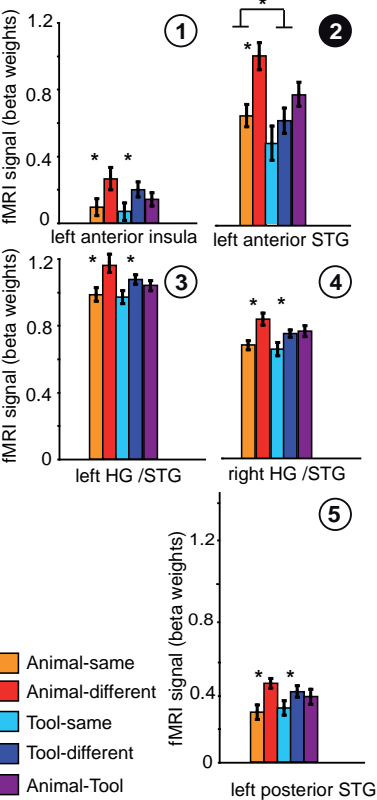 *
1.2
0.8
0.4
0
fMRI signal (beta weights)
* *
1
left anterior insula
*
2
left anterior STG
1.2
0.8
0.4
0
fMRI signal (beta weights)
* *
3
left HG /STG
* *
4
right HG /STG
5
1.2
0.8
0.4
0
fMRI signal (beta weights)
* *
left posterior STG
Animal-same
Animal-different
Tool-same
Tool-different
Animal-Tool